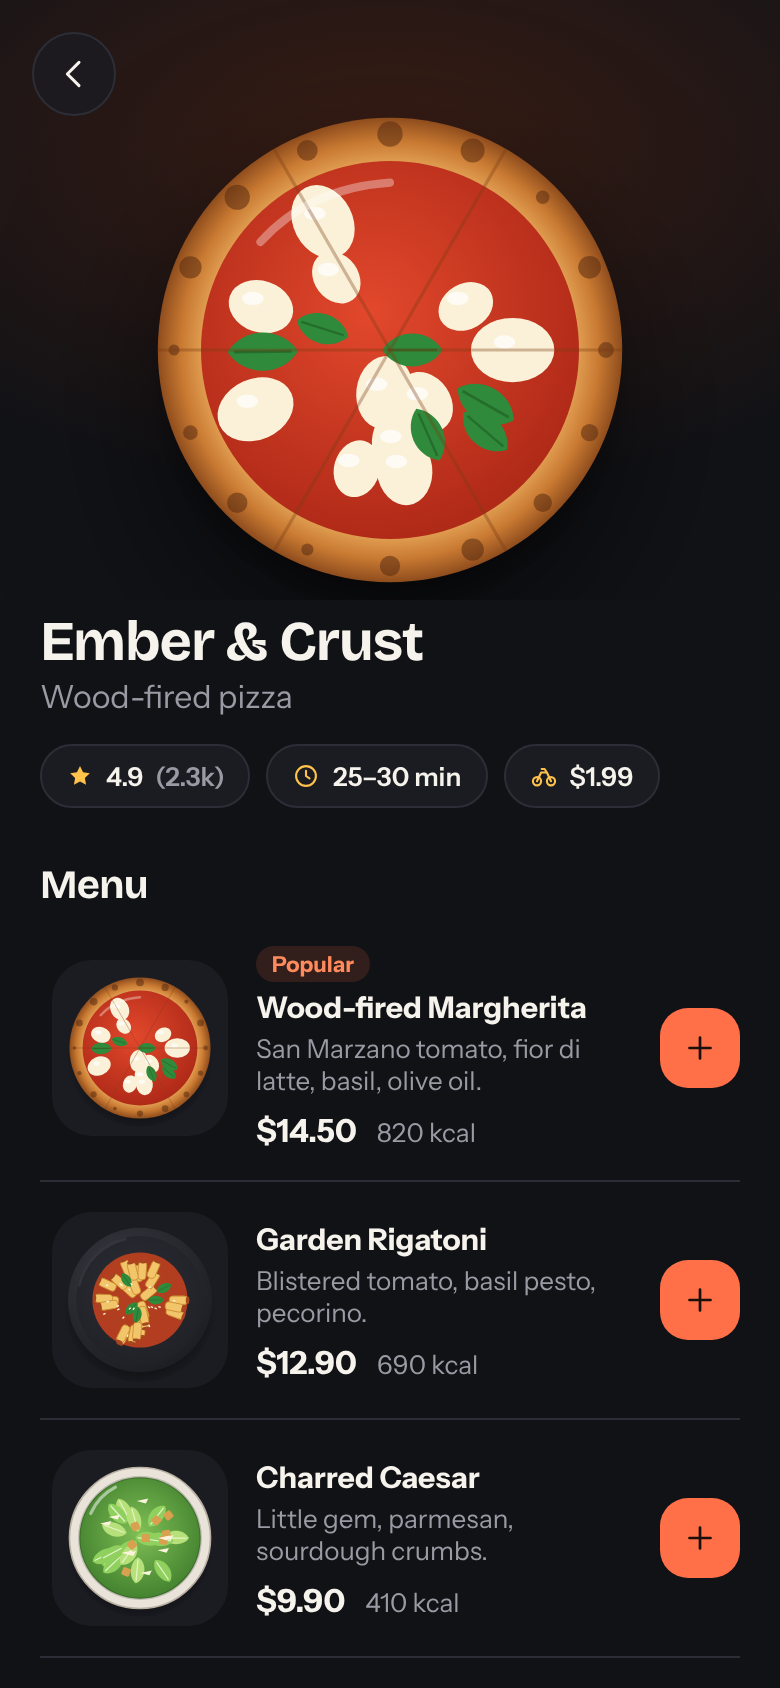 Ember & Crust
Wood-fired pizza
4.9 (2.3k) 25–30 min $1.99
Menu
Popular
Wood-fired Margherita
San Marzano tomato, fior di
latte, basil, olive oil.
$14.50 820 kcal
Garden Rigatoni
Blistered tomato, basil pesto,
pecorino.
$12.90 690 kcal
Charred Caesar
Little gem, parmesan,
sourdough crumbs.
$9.90 410 kcal